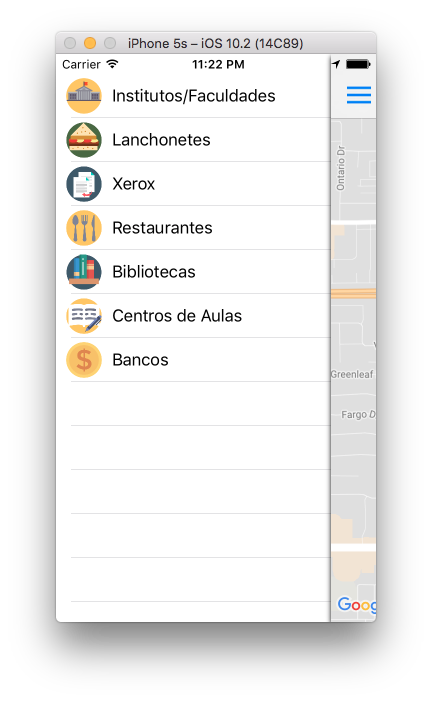 iPhone 5s – iOS 10.2 (14C89)
Carrier 11:22 PM
Institutos/Faculdades
Lanchonetes
Xerox
Restaurantes
Bibliotecas
Centros de Aulas
$ Bancos
Ontario Dr
Greenleaf
Fargo D
Goog